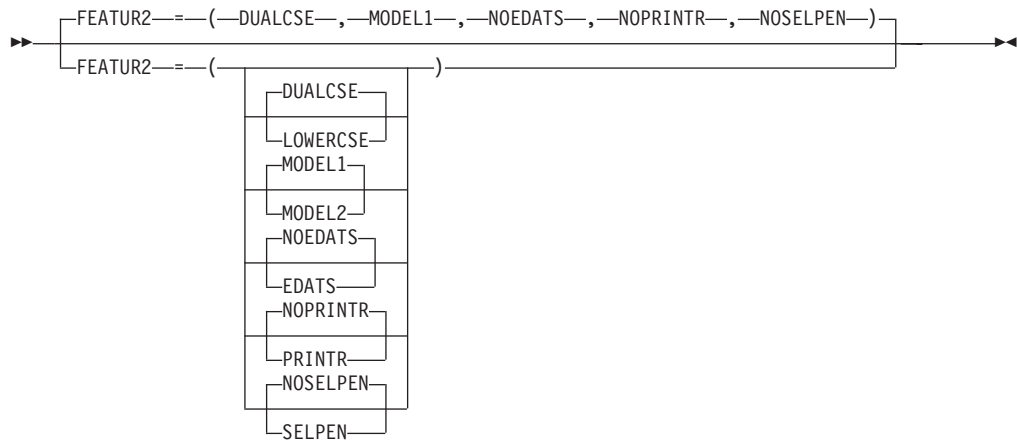 FEATUR2 = ( DUALCSE , MODEL1 , NOEDATS , NOPRINTR , NOSELPEN )
FEATUR2 = ( )
DUALCSE
LOWERCSE
MODEL1
MODEL2
NOEDATS
EDATS
NOPRINTR
PRINTR
NOSELPEN
SELPEN